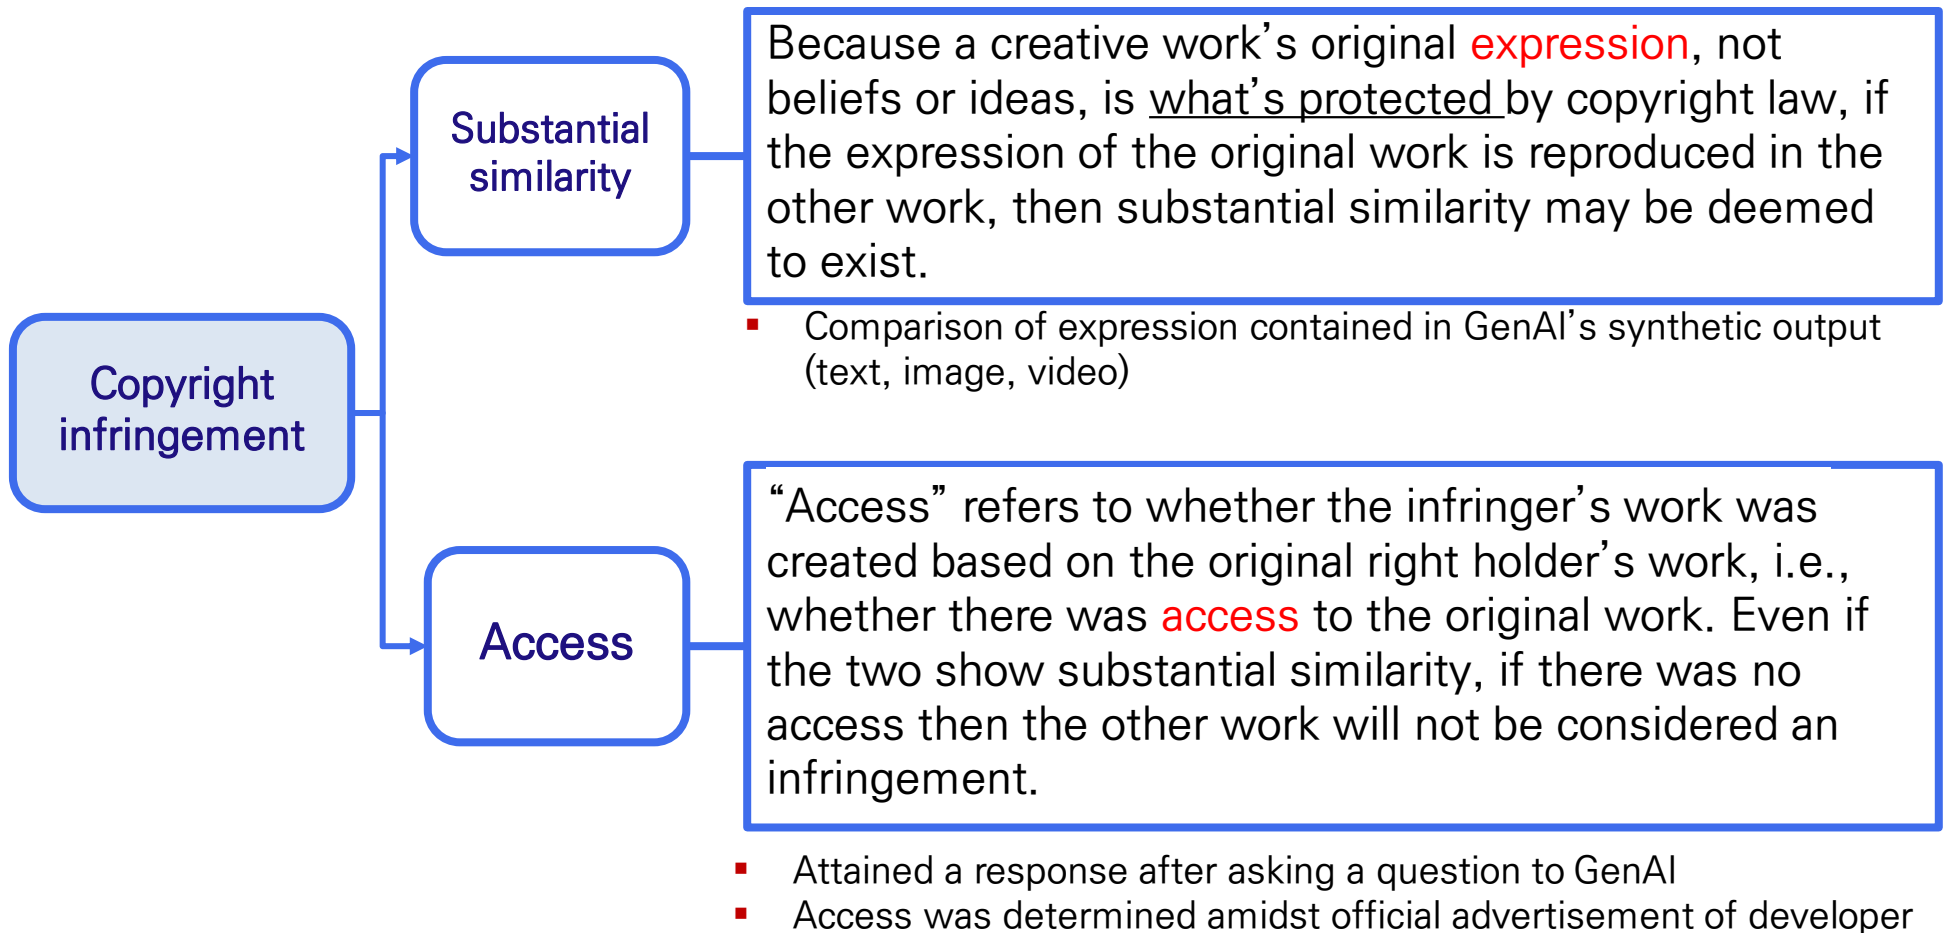 Copyright
infringement
Substantial
similarity
Because a creative work’s original expression, not
beliefs or ideas, is what’s protected by copyright law, if
the expression of the original work is reproduced in the
other work, then substantial similarity may be deemed
to exist.
▪ Comparison of expression contained in GenAI’s synthetic output
(text, image, video)
Access
“Access” refers to whether the infringer’s work was
created based on the original right holder’s work, i.e.,
whether there was access to the original work. Even if
the two show substantial similarity, if there was no
access then the other work will not be considered an
infringement.
▪ Attained a response after asking a question to GenAI
▪ Access was determined amidst official advertisement of developer